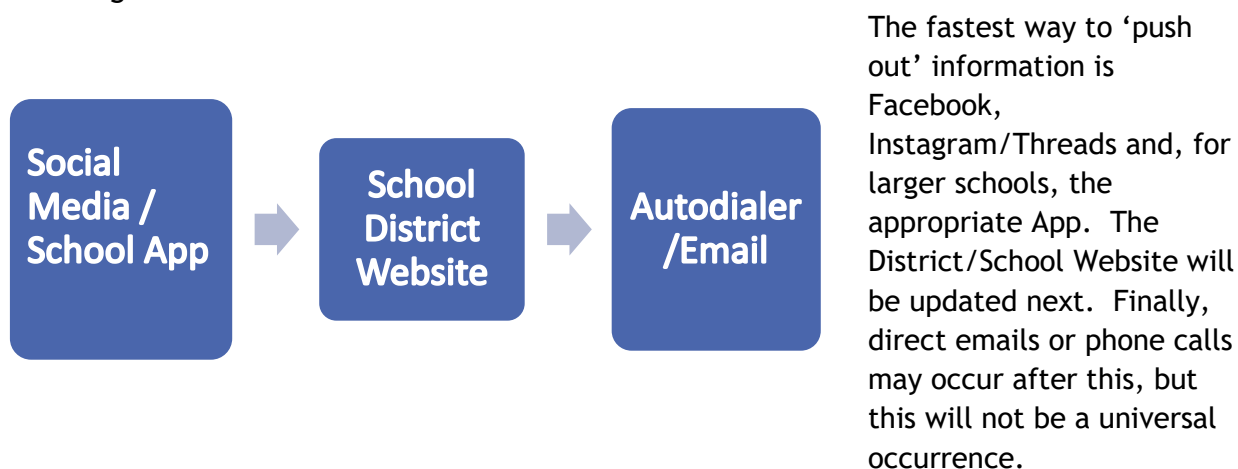 Social
Media /
School App
School
District
Website
Autodialer
/Email
The fastest way to ‘push
out’ information is
Facebook,
Instagram/Threads and, for
larger schools, the
appropriate App.  The
District/School Website will
be updated next.  Finally,
direct emails or phone calls
may occur after this, but
this will not be a universal
occurrence.